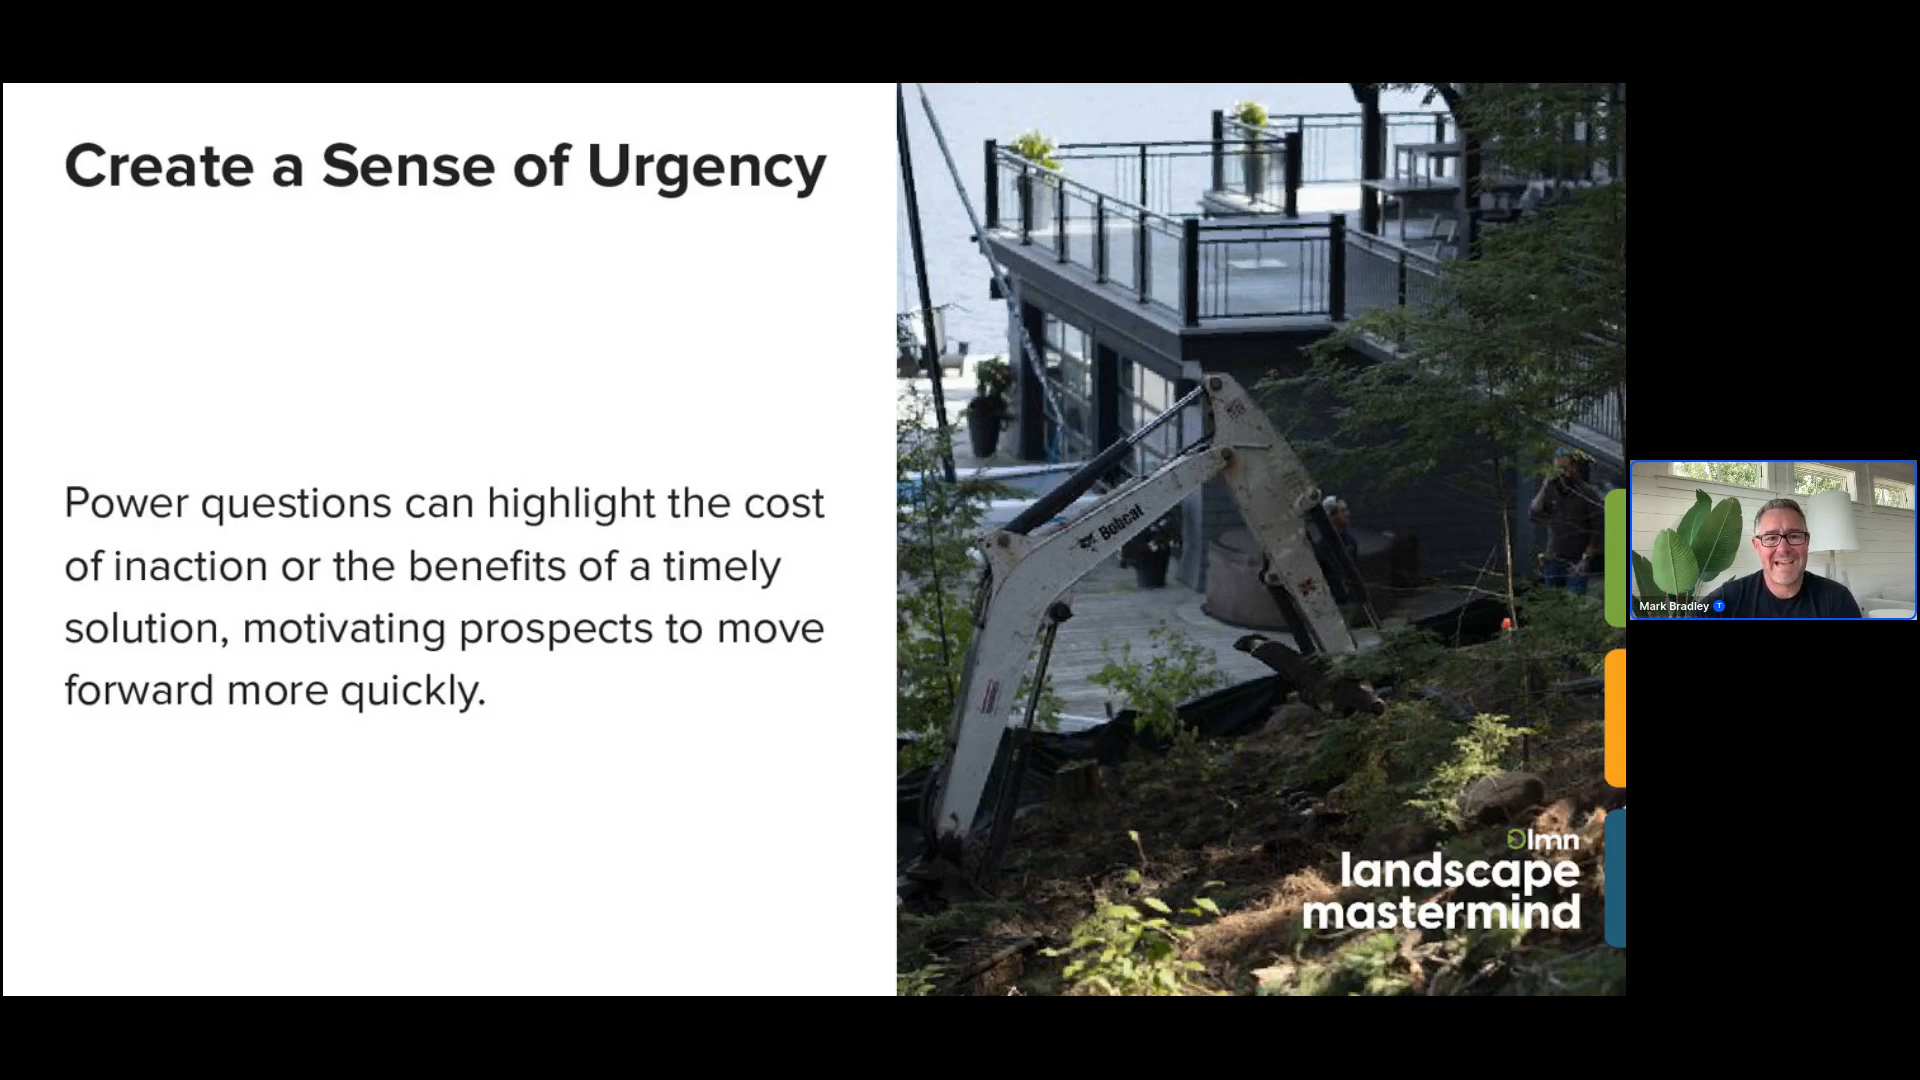 Create a Sense of Urgency
Power questions can highlight the cost
of inaction or the benefits of a timely
solution, motivating prospects to move
forward more quickly.
Bobcat
lmn
landscape
mastermind
Mark Bradley T